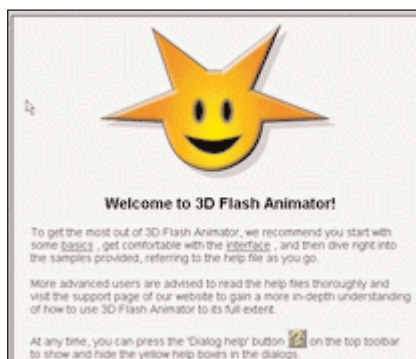 Welcome to 3D Flash Animator!
To get the most out of 3D Flash Animator, we recommend you start with
some basics , get comfortable with the interface , and then dive right into
the samples provided, referring to the help file as you go.
More advanced users are advised to read the help files thoroughly and
visit the support page of our website to gain a more in-depth understanding
of how to use 3D Flash Animator to its full extent.
At any time, you can press the 'Dialog help' button ? on the top toolbar
to show and hide the yellow help boxes in the dialogs.